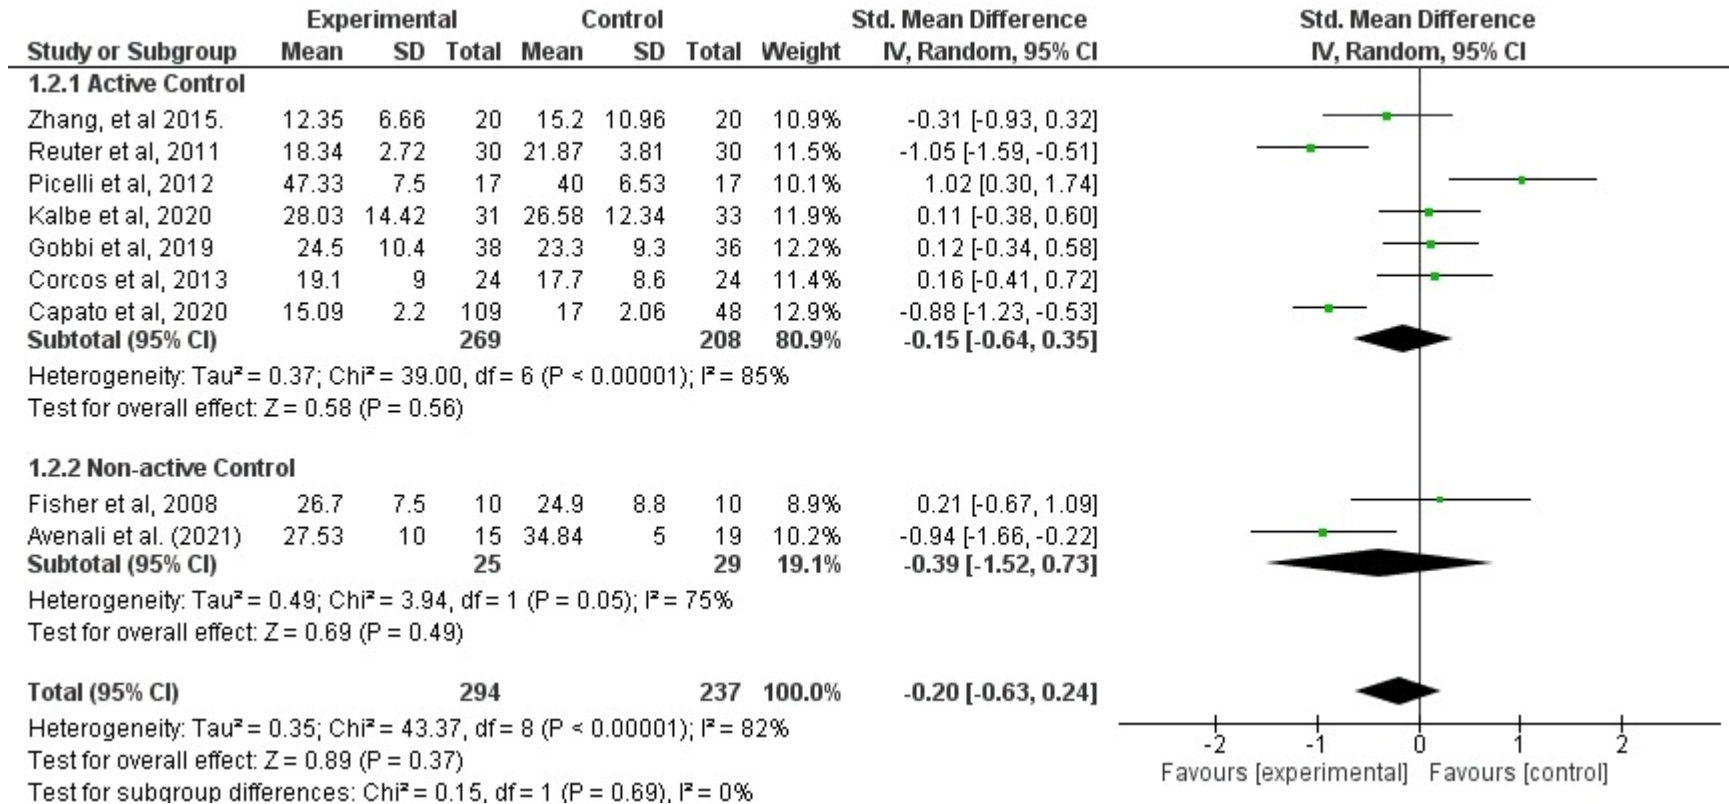 Experimental Control Std. Mean Difference Std. Mean Difference
Study or Subgroup Mean SD Total Mean SD Total Weight IV, Random, 95% CI IV, Random, 95% CI
1.2.1 Active Control
Zhang, et al 2015. 12.35 6.66 20 15.2 10.96 20 10.9% -0.31 [-0.93, 0.32]
Reuter et al, 2011 18.34 2.72 30 21.87 3.81 30 11.5% -1.05 [-1.59, -0.51]
Picelli et al, 2012 47.33 7.5 17 40 6.53 17 10.1% 1.02 [0.30, 1.74]
Kalbe et al, 2020 28.03 14.42 31 26.58 12.34 33 11.9% 0.11 [-0.38, 0.60]
Gobbi et al, 2019 24.5 10.4 38 23.3 9.3 36 12.2% 0.12 [-0.34, 0.58]
Corcos et al, 2013 19.1 9 24 17.7 8.6 24 11.4% 0.16 [-0.41, 0.72]
Capato et al, 2020 15.09 2.2 109 17 2.06 48 12.9% -0.88 [-1.23, -0.53]
Subtotal (95% CI) 269 208 80.9% -0.15 [-0.64, 0.35]
Heterogeneity: Tau² = 0.37; Chi² = 39.00, df = 6 (P < 0.00001); I² = 85%
Test for overall effect: Z = 0.58 (P = 0.56)
1.2.2 Non-active Control
Fisher et al, 2008 26.7 7.5 10 24.9 8.8 10 8.9% 0.21 [-0.67, 1.09]
Avenali et al. (2021) 27.53 10 15 34.84 5 19 10.2% -0.94 [-1.66, -0.22]
Subtotal (95% CI) 25 29 19.1% -0.39 [-1.52, 0.73]
Heterogeneity: Tau² = 0.49; Chi² = 3.94, df = 1 (P = 0.05); I² = 75%
Test for overall effect: Z = 0.69 (P = 0.49)
Total (95% CI) 294 237 100.0% -0.20 [-0.63, 0.24]
Heterogeneity: Tau² = 0.35; Chi² = 43.37, df = 8 (P < 0.00001); I² = 82%
Test for overall effect: Z = 0.89 (P = 0.37)
Test for subgroup differences: Chi² = 0.15, df = 1 (P = 0.69), I² = 0%
-2 -1 0 1 2
Favours [experimental] Favours [control]